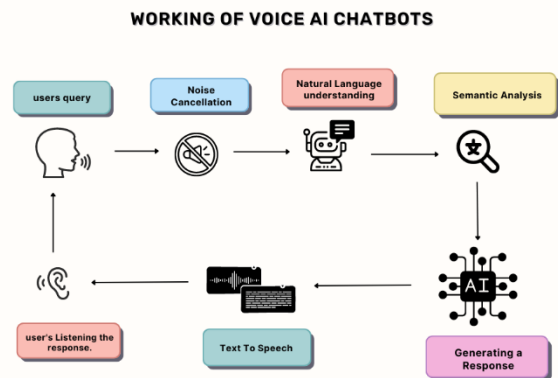 WORKING OF VOICE AI CHATBOTS
users query
Noise
Cancellation
Natural Language
understanding
Semantic Analysis
AI
user's Listening the
response.
Text To Speech
Generating a
Response